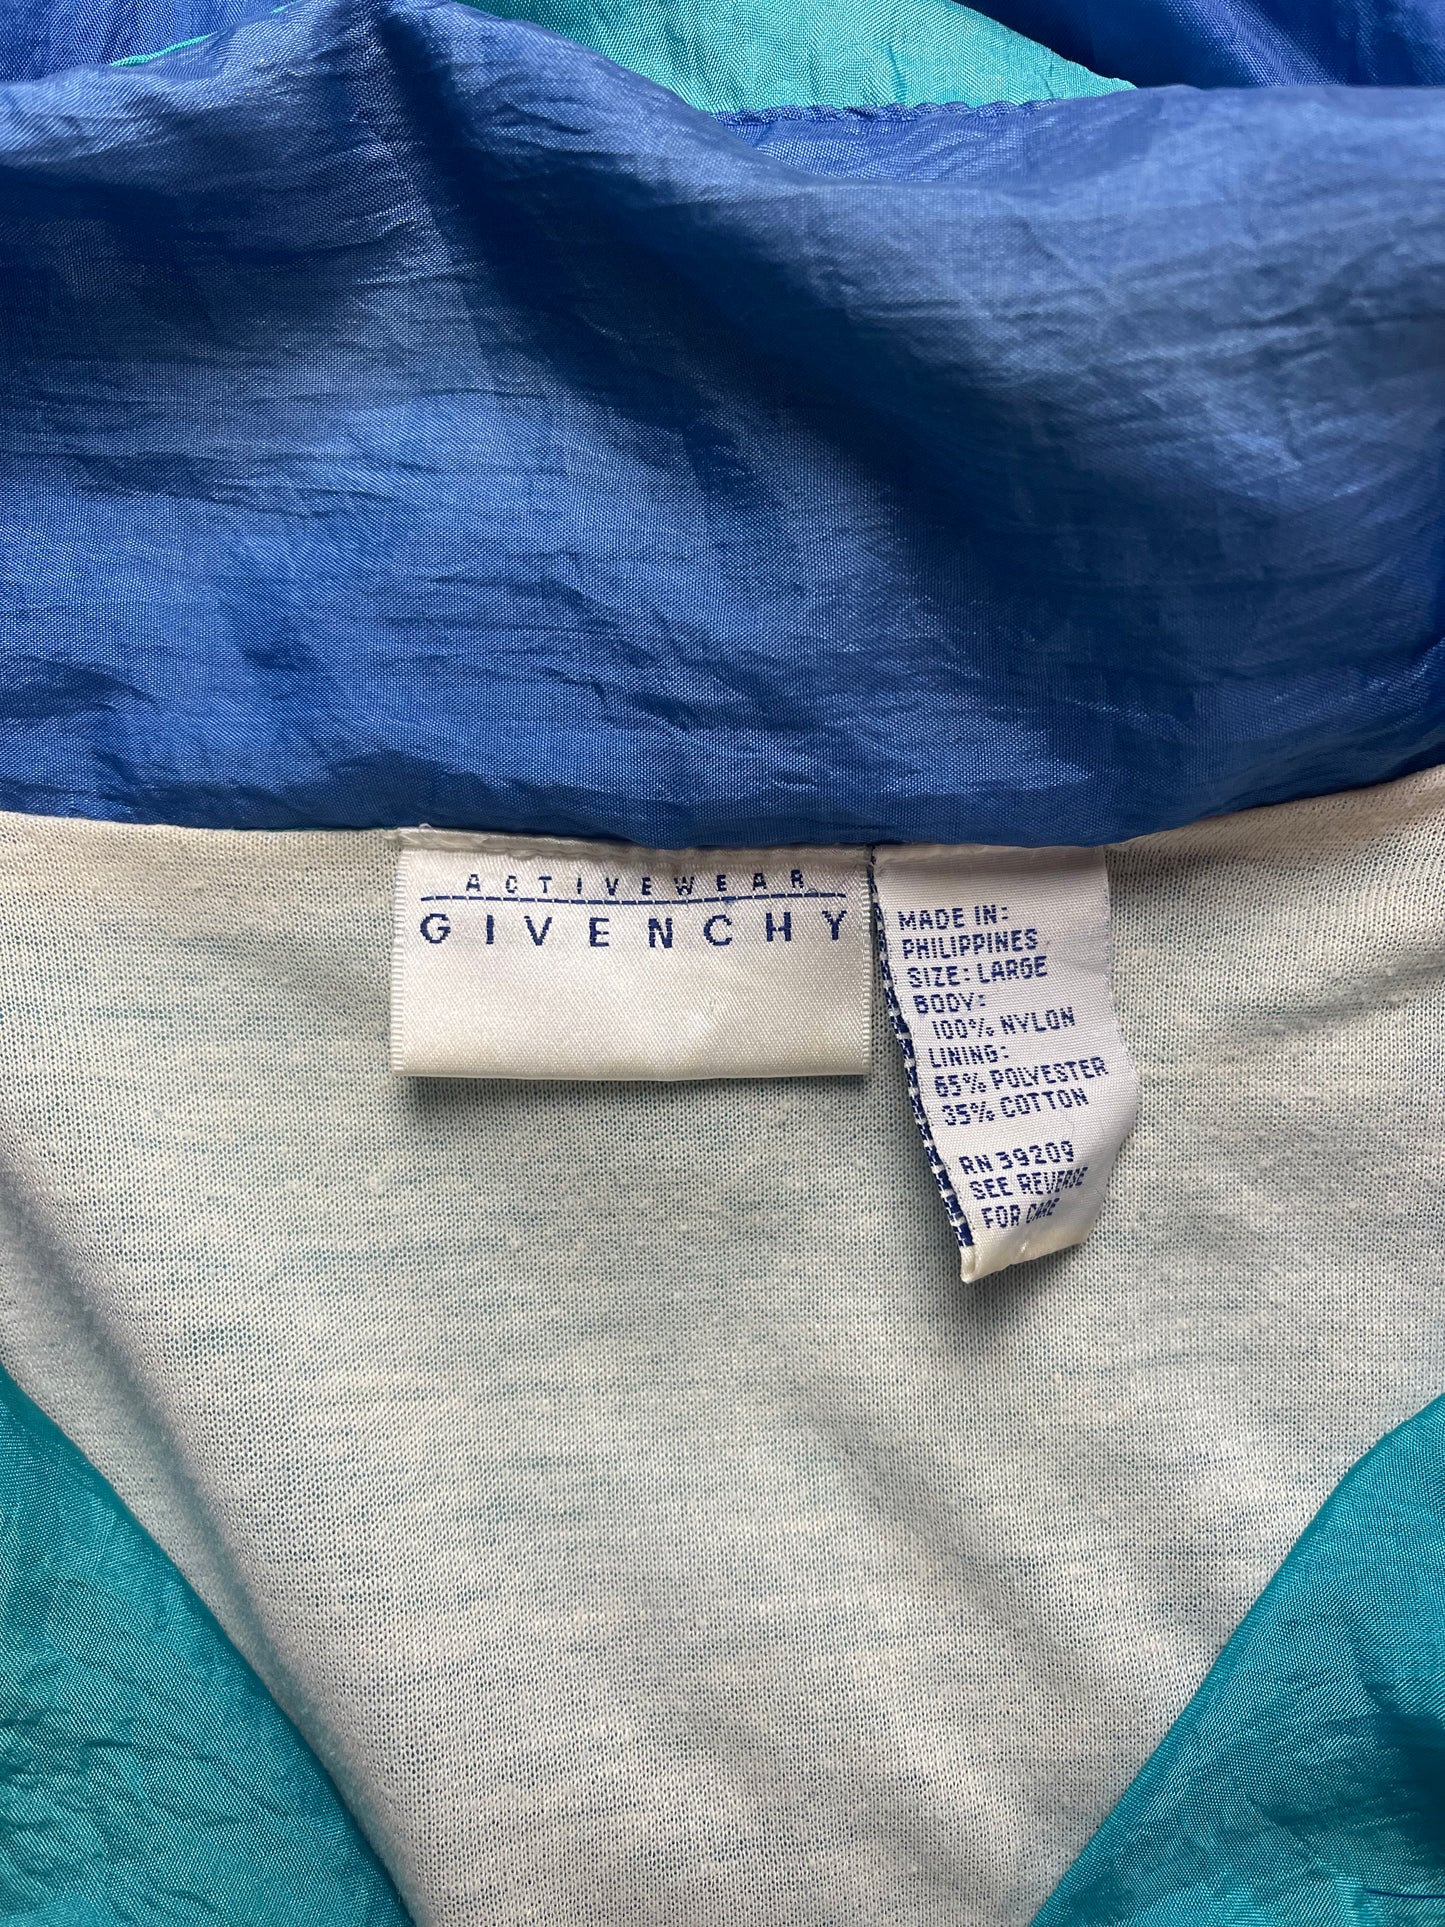 ACTIVEWEAR
GIVENCHY
MADE IN:
PHILIPPINES
SIZE: LARGE
BODY:
100% NYLON
LINING:
65% POLYESTER
35% COTTON
RN 39209
SEE REVERSE
FOR CARE